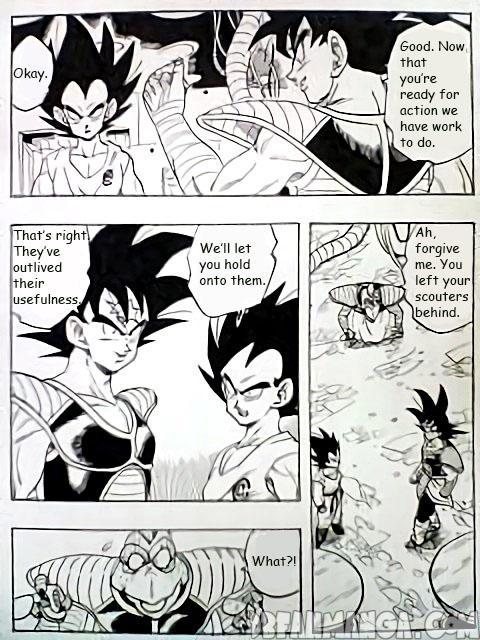 Good. Now
that
you're
ready for
action we
have work
to do.
Okay.
Ah,
forgive
me. You
left your
scouters
behind.
We'll let
you hold
onto them.
That's right
They've
outlived
their
usefulness.
What?!